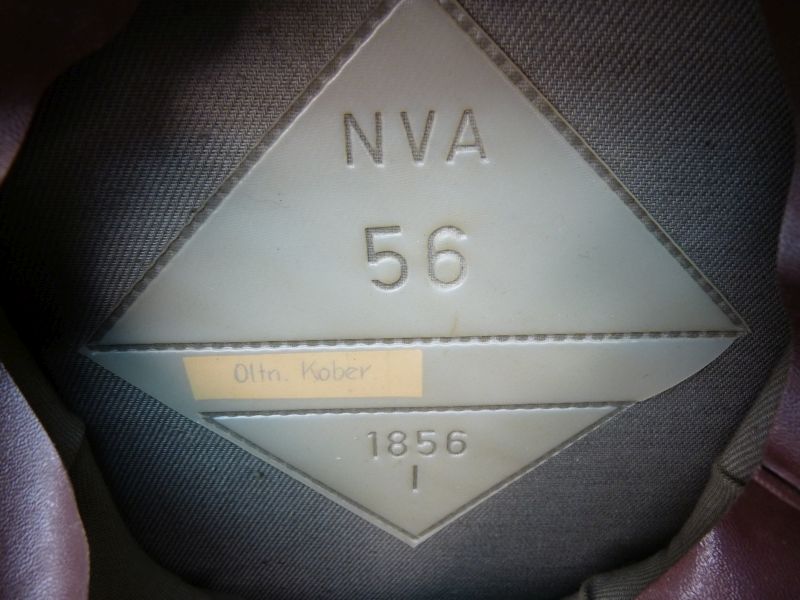 NVA
56
Oltn. Kober
1856
I